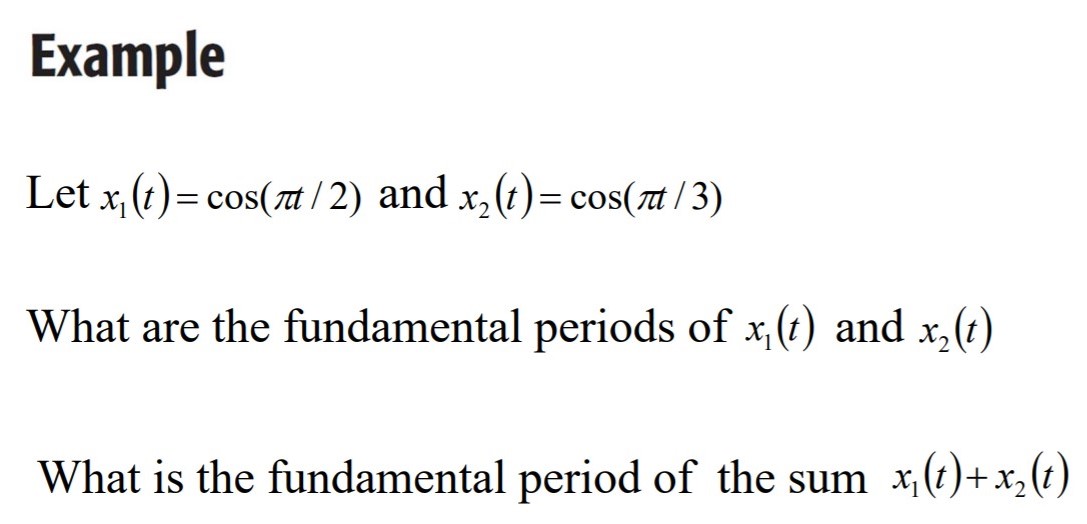 Example
Let x₁(t)= cos(πt / 2) and x₂(t)= cos(πt / 3)
What are the fundamental periods of x₁(t) and x₂(t)
What is the fundamental period of the sum x₁(t)+x₂(t)